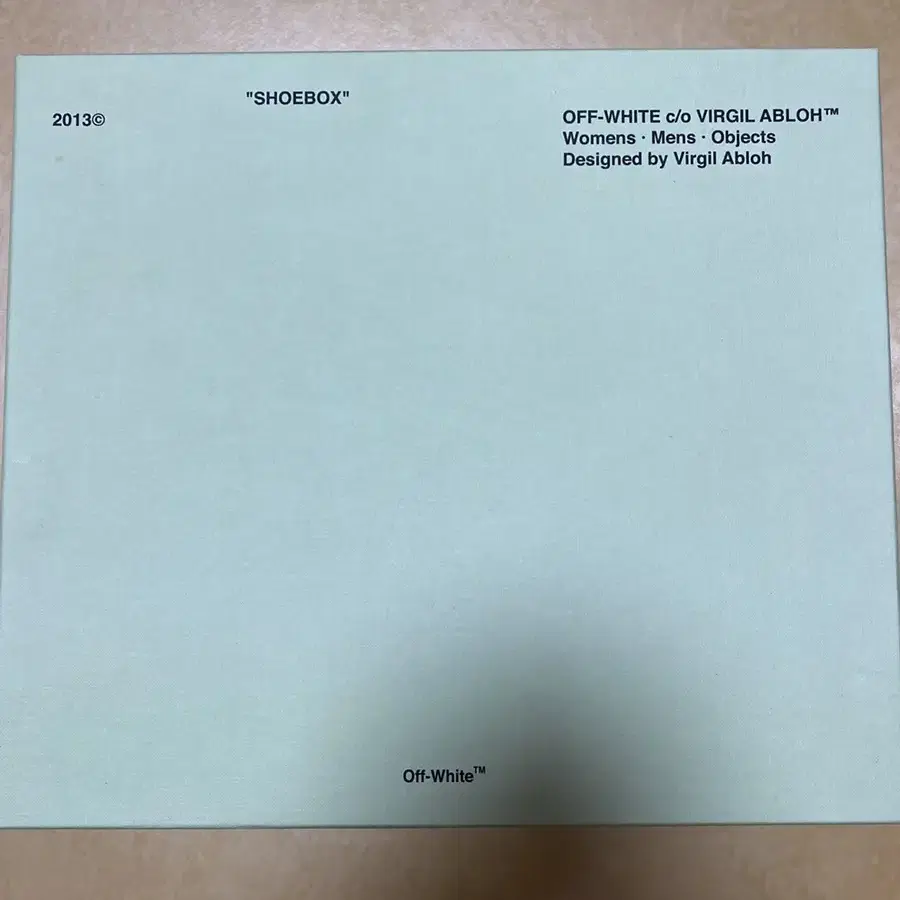 "SHOEBOX"
2013©
OFF-WHITE c/o VIRGIL ABLOH™
Womens · Mens · Objects
Designed by Virgil Abloh
Off-White™